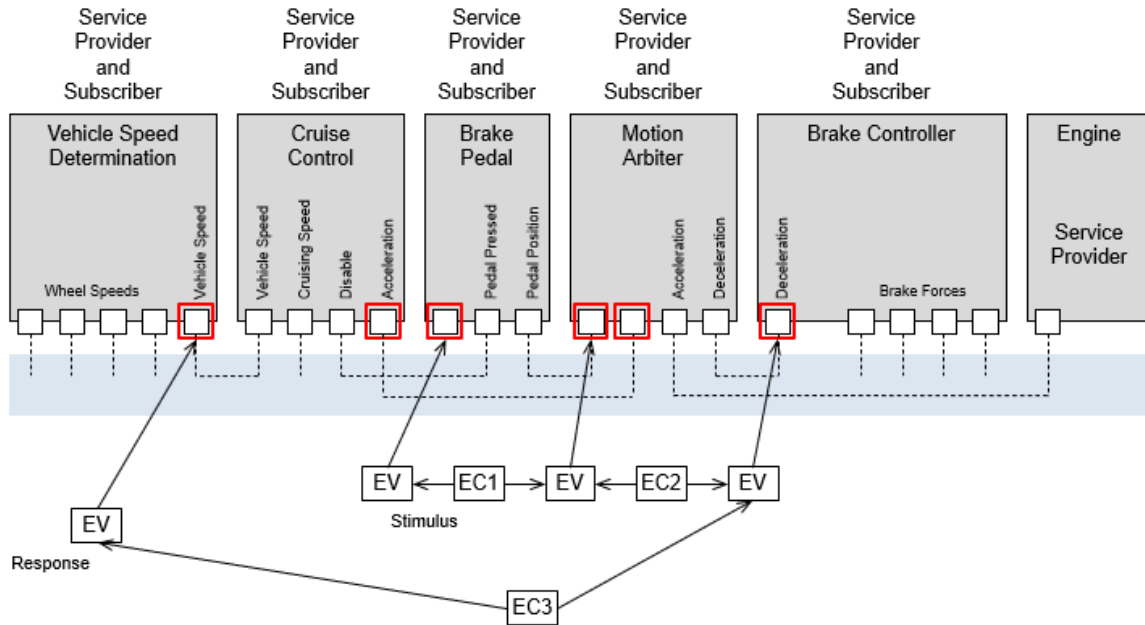 Service
Provider
and
Subscriber
Service
Provider
and
Subscriber
Service
Provider
and
Subscriber
Service
Provider
and
Subscriber
Service
Provider
and
Subscriber
Vehicle Speed
Determination
Cruise
Control
Brake
Pedal
Motion
Arbiter
Brake Controller
Engine
Service
Provider
Wheel Speeds
Vehicle Speed
Vehicle Speed
Cruising Speed
Disable
Acceleration
Pedal Pressed
Pedal Position
Acceleration
Deceleration
Deceleration
Brake Forces
EV
EC1
EV
EC2
EV
Stimulus
EV
Response
EC3